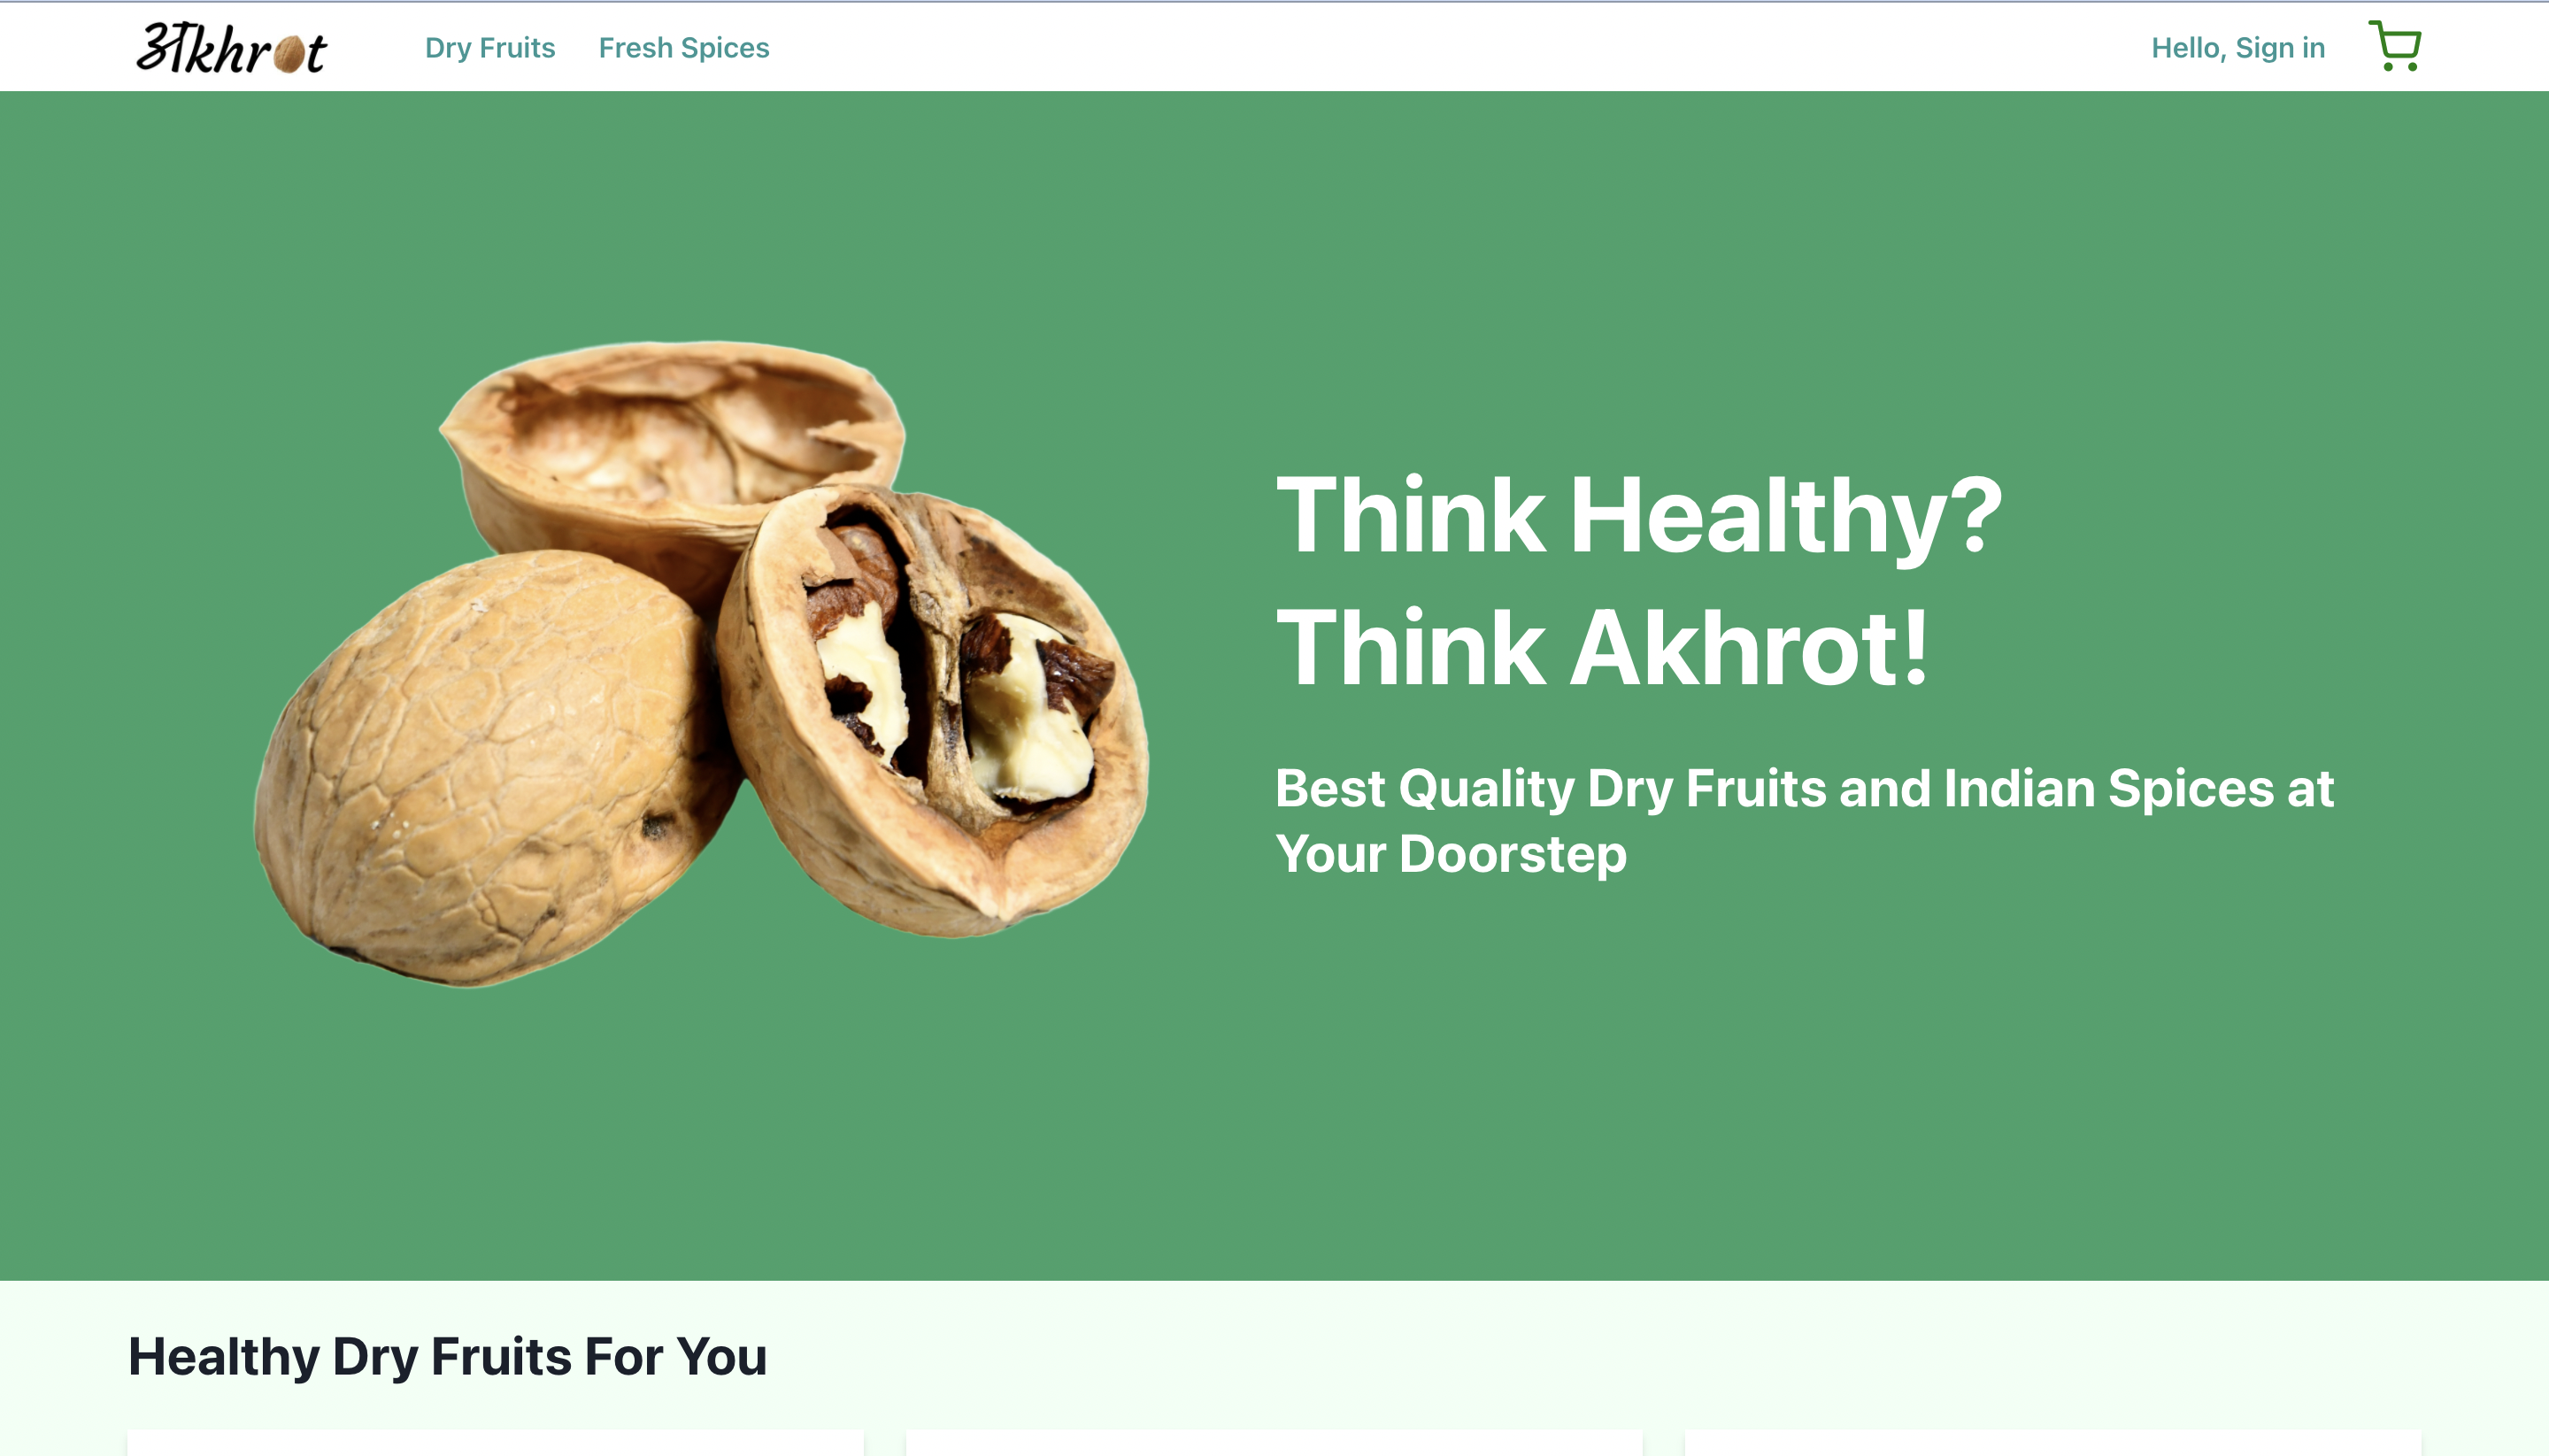 अkhrot
Dry Fruits
Fresh Spices
Hello, Sign in
Think Healthy?
Think Akhrot!
Best Quality Dry Fruits and Indian Spices at
Your Doorstep
Healthy Dry Fruits For You